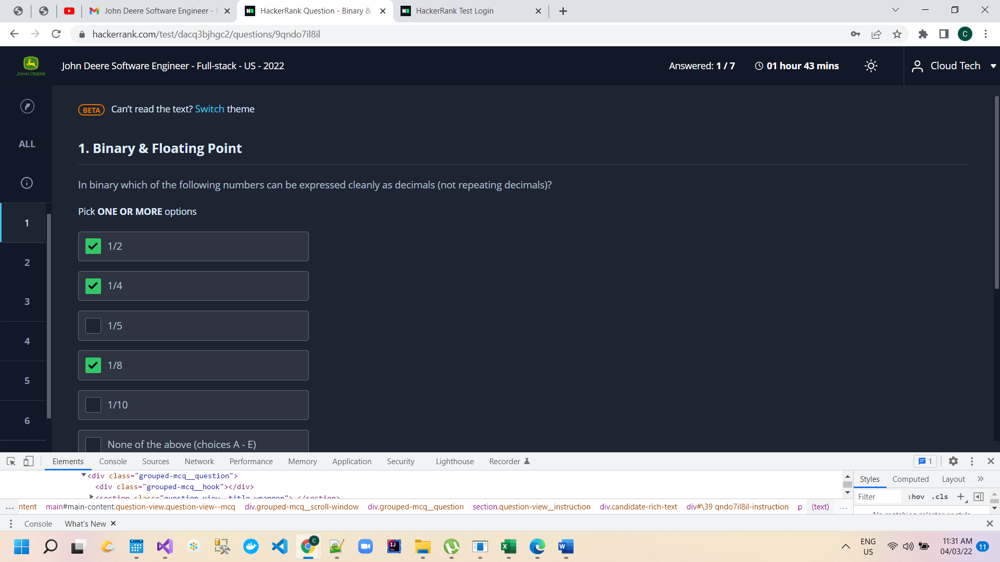 John Deere Software Engineer - F
HackerRank Question - Binary &
HackerRank Test Login
hackerrank.com/test/dacq3bjhgc2/questions/9qndo7il8il
C
JOHN DEERE
John Deere Software Engineer - Full-stack - US - 2022
Answered: 1 / 7
01 hour 43 mins
Cloud Tech
BETA Can't read the text? Switch theme
ALL
1. Binary & Floating Point
In binary which of the following numbers can be expressed cleanly as decimals (not repeating decimals)?
Pick ONE OR MORE options
1
2
3
4
5
6
1/2
1/4
1/5
1/8
1/10
None of the above (choices A - E)
Elements Console Sources Network Performance Memory Application Security Lighthouse Recorder
1
<div class="grouped-mcq__question">
<div class="grouped-mcq__hook"></div>
<section class="question-view__title-wrapper">…</section>
Styles Computed Layout
Filter :hov .cls
No matching selector or style
... ntent main#main-content.question-view.question-view--mcq div.grouped-mcq__scroll-window div.grouped-mcq__question section.question-view__instruction div.candidate-rich-text div#\39 qndo7il8il-instruction p (text) ...
Console What's New
ENG
US
11:31 AM
04/03/22
11